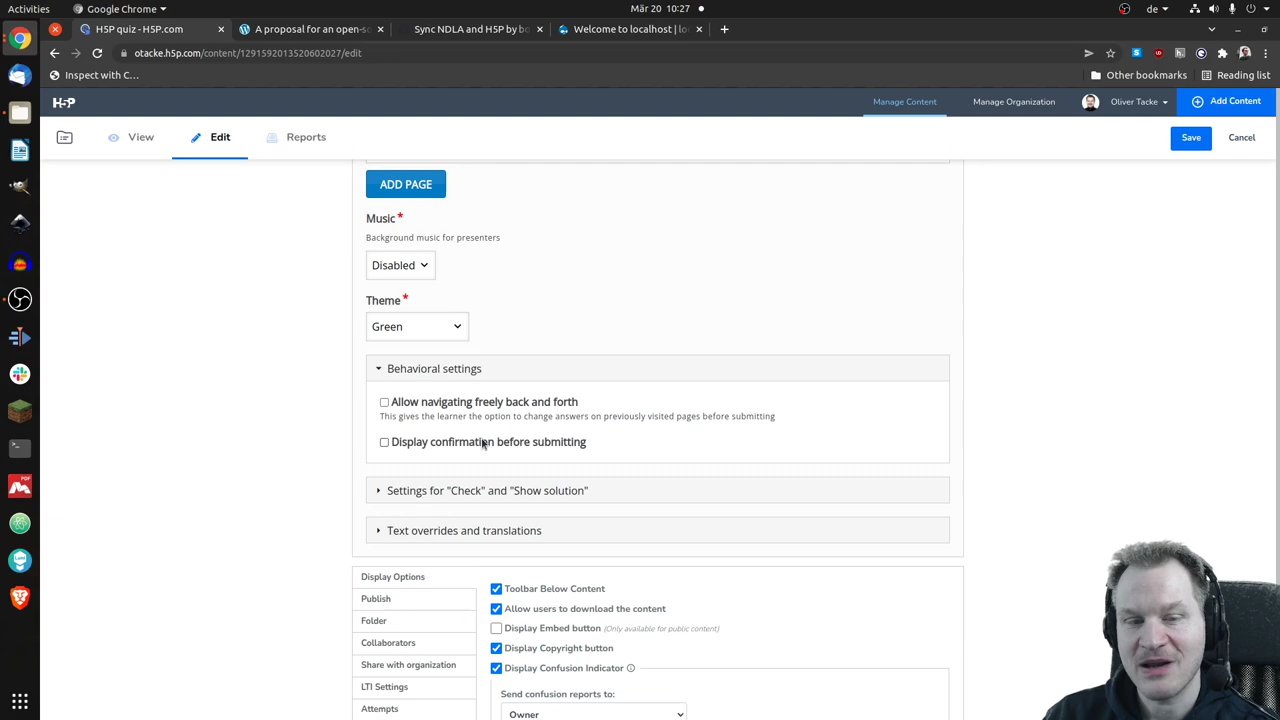 Activities
Google Chrome
Mär 20 10:27
de
H5P quiz - H5P.com
A proposal for an open-s
Sync NDLA and H5P by bo
Welcome to localhost | lo
otacke.h5p.com/content/1291592013520602027/edit
Inspect with C…
Other bookmarks
Reading list
H5P
Manage Content
Manage Organization
Oliver Tacke
Add Content
View
Edit
Reports
Save
Cancel
ADD PAGE
Music *
Background music for presenters
Disabled
Theme *
Green
Behavioral settings
Allow navigating freely back and forth
This gives the learner the option to change answers on previously visited pages before submitting
Display confirmation before submitting
Settings for "Check" and "Show solution"
Text overrides and translations
Display Options
Publish
Folder
Collaborators
Share with organization
LTI Settings
Attempts
Toolbar Below Content
Allow users to download the content
Display Embed button (Only available for public content)
Display Copyright button
Display Confusion Indicator
Send confusion reports to:
Owner